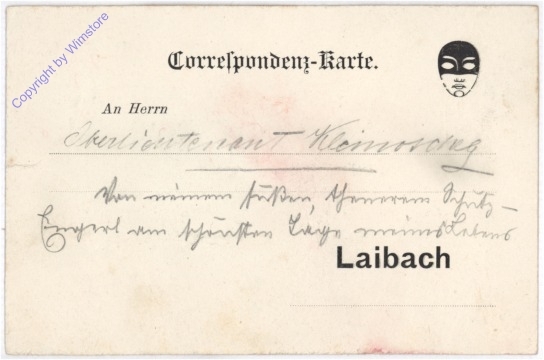 Copyright by Wimstore
Correspondenz-Karte.
An Herrn
Oberlieutenant Kleinoscheg
Von meinem süßen, theuerem Schutz-
Engerl am schönsten Tage meines Lebens
Laibach